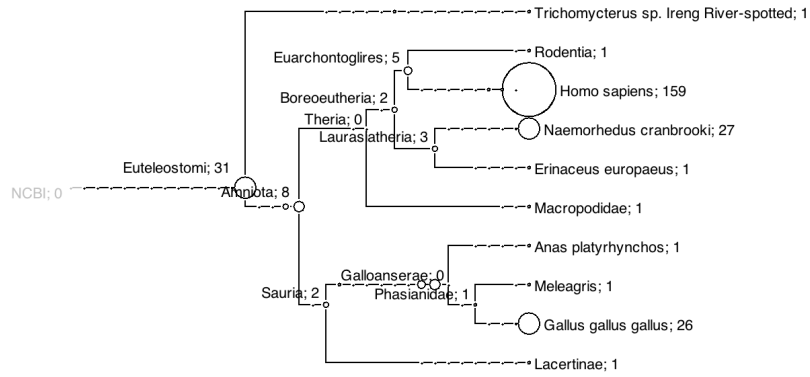 Trichomycterus sp. Ireng River-spotted; 1
Rodentia; 1
Euarchontoglires; 5
Homo sapiens; 159
Boreoeutheria; 2
Theria; 0
Naemorhedus cranbrooki; 27
Laurasiatheria; 3
Erinaceus europaeus; 1
Euteleostomi; 31
NCBI; 0
Amniota; 8
Macropodidae; 1
Anas platyrhynchos; 1
Galloanserae; 0
Meleagris; 1
Sauria; 2
Phasianidae; 1
Gallus gallus gallus; 26
Lacertinae; 1